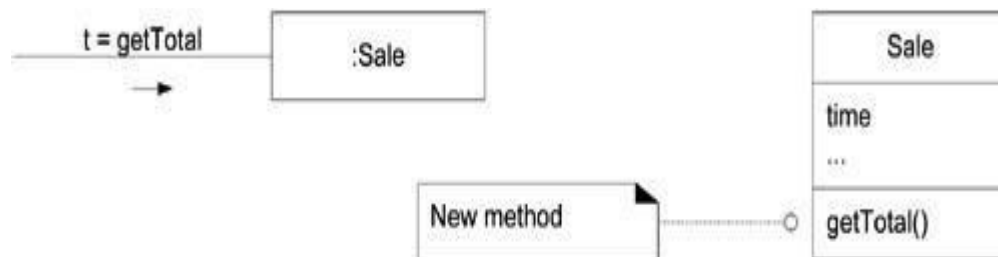 t = getTotal
:Sale
Sale
time
...
New method
getTotal()